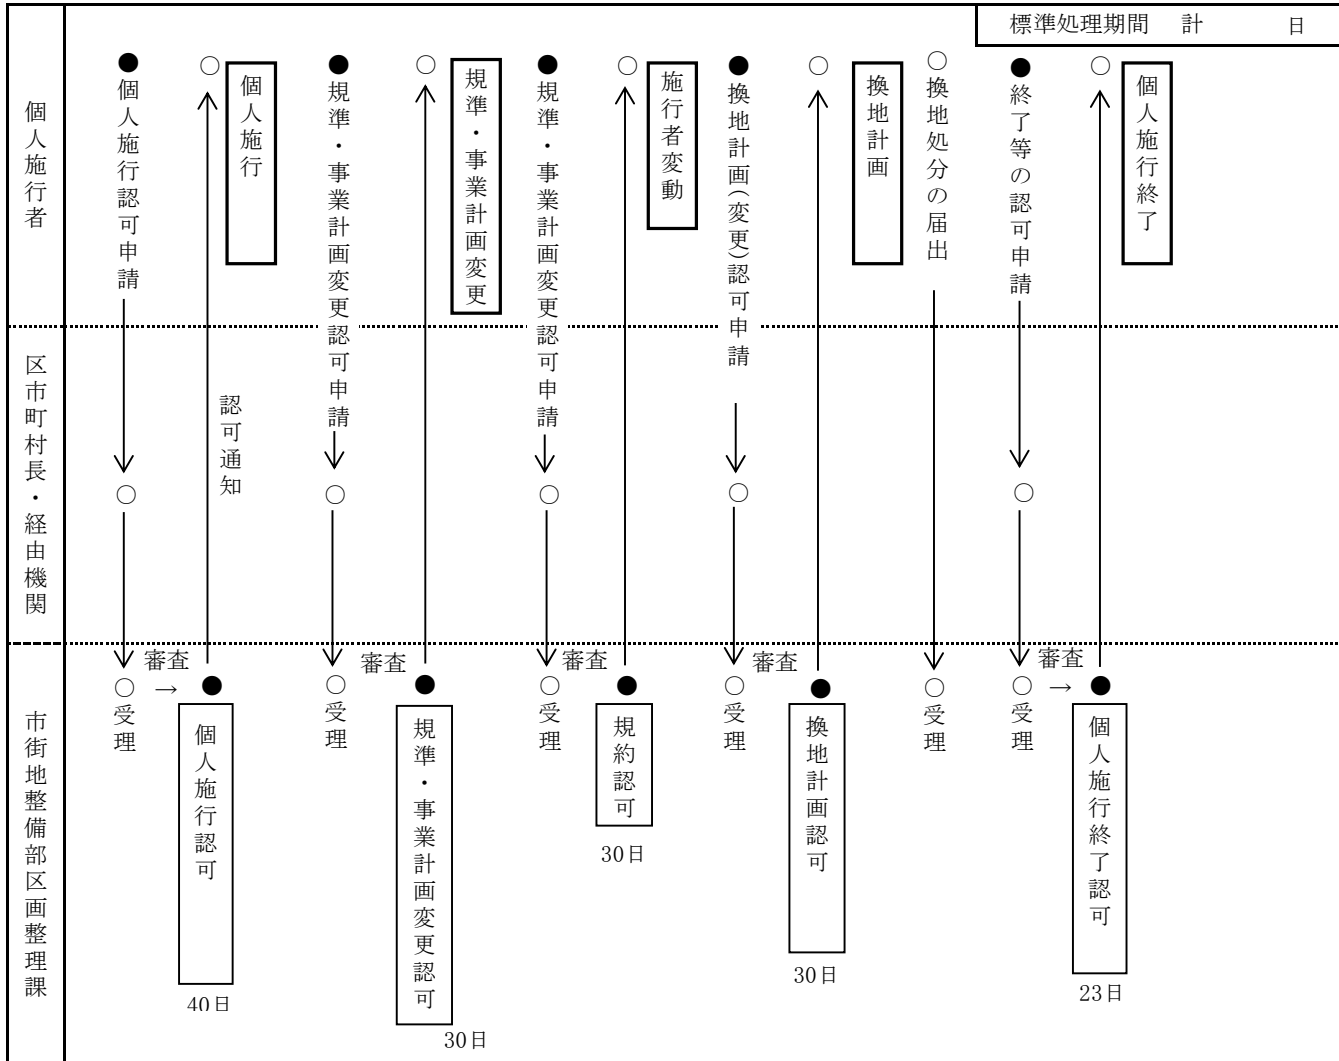 標準処理期間 計 日
個人施行者
●個人施行認可申請
○
個人施行
●規準・事業計画変更認可申請
○
規準・事業計画変更
●規準・事業計画変更認可申請
○
施行者変動
●換地計画(変更)認可申請
○
換地計画
○換地処分の届出
●終了等の認可申請
○
個人施行終了
区市町村長・経由機関
○
認可通知
○
○
○
○
市街地整備部区画整理課
○受理
審査
→
●
個人施行認可
40日
○受理
審査
●
規準・事業計画変更認可
30日
○受理
審査
●
規約認可
30日
○受理
審査
●
換地計画認可
30日
○受理
○受理
審査
→
●
個人施行終了認可
23日